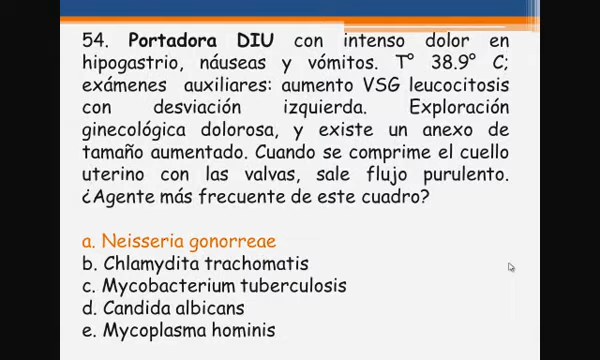 54. Portadora DIU con intenso dolor en
hipogastrio, náuseas y vómitos. T° 38.9° C;
exámenes auxiliares: aumento VSG leucocitosis
con desviación izquierda. Exploración
ginecológica dolorosa, y existe un anexo de
tamaño aumentado. Cuando se comprime el cuello
uterino con las valvas, sale flujo purulento.
¿Agente más frecuente de este cuadro?
a. Neisseria gonorreae
b. Chlamydita trachomatis
c. Mycobacterium tuberculosis
d. Candida albicans
e. Mycoplasma hominis